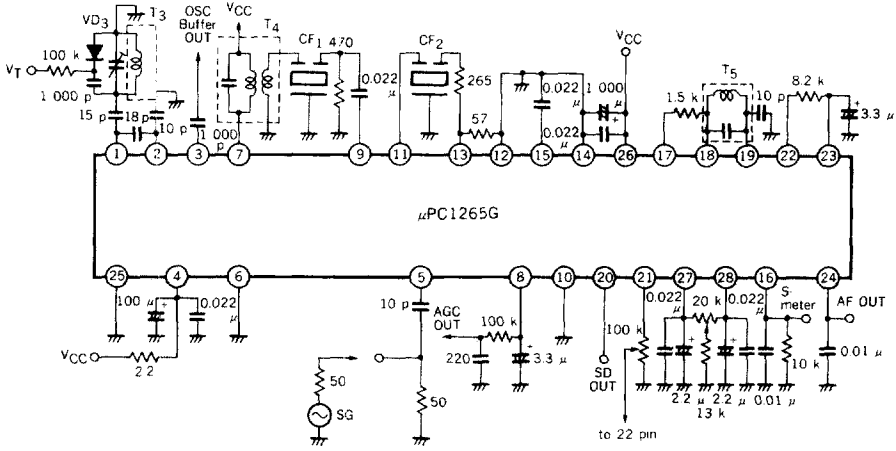 VD3
T3
OSC
Buffer
OUT
VCC
T4
CF1
470
CF2
VCC
T5
100 k
VT
1 000 p
15 p
18 p
10 p
1 000
p
0.022
μ
265
57
0.022
μ
0.022
μ
1 000
μ
1.5 k
10
p
8.2 k
3.3 μ
1
2
3
7
9
11
13
12
15
14
26
17
18
19
22
23
μPC1265G
25
4
6
5
8
10
20
21
27
28
16
24
100 μ
0.022
μ
VCC
22
10 p
AGC
OUT
100 k
220
3.3 μ
50
SG
50
SD
OUT
100 k
0.022
μ
20 k
0.022
μ
S-
meter
AF OUT
2.2
μ
13 k
2.2
μ
0.01 μ
10 k
0.01 μ
to 22 pin